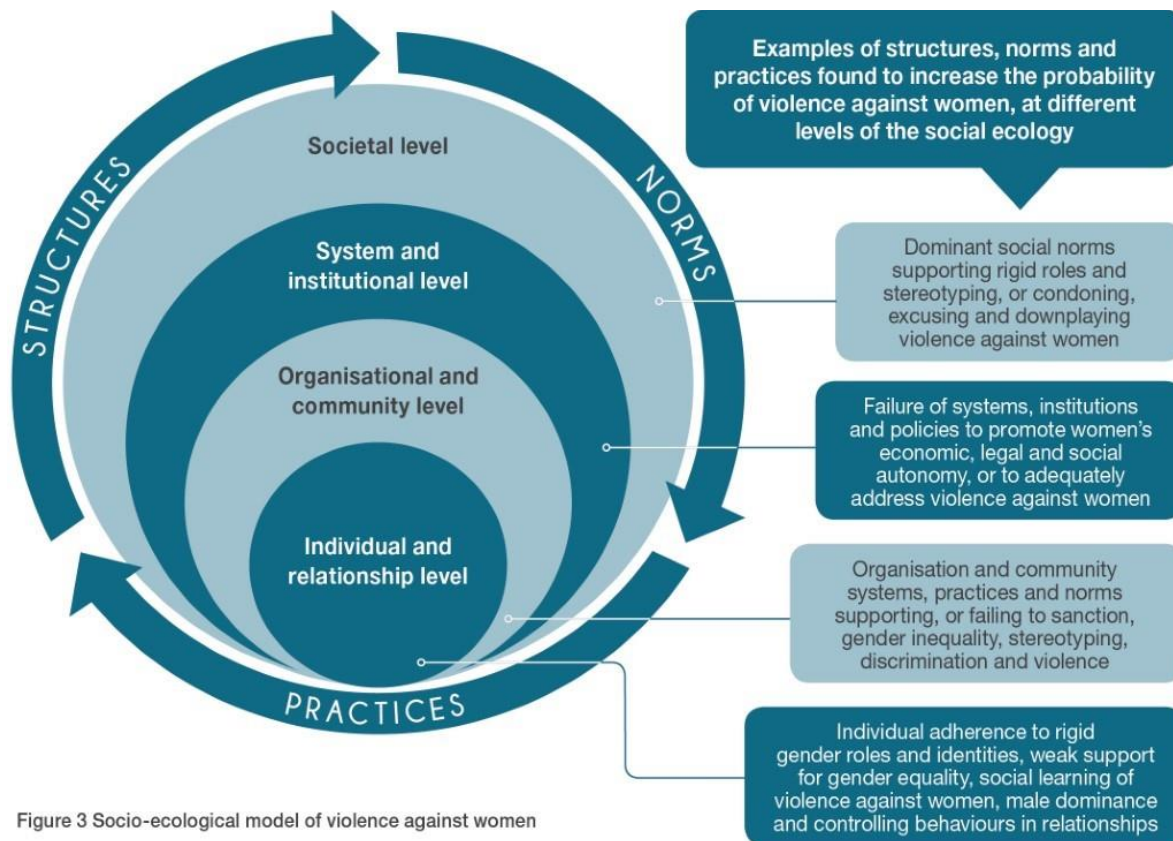 Examples of structures, norms and
practices found to increase the probability
of violence against women, at different
levels of the social ecology
STRUCTURES
NORMS
PRACTICES
Societal level
System and
institutional level
Organisational and
community level
Individual and
relationship level
Dominant social norms
supporting rigid roles and
stereotyping, or condoning,
excusing and downplaying
violence against women
Failure of systems, institutions
and policies to promote women's
economic, legal and social
autonomy, or to adequately
address violence against women
Organisation and community
systems, practices and norms
supporting, or failing to sanction,
gender inequality, stereotyping,
discrimination and violence
Individual adherence to rigid
gender roles and identities, weak support
for gender equality, social learning of
violence against women, male dominance
and controlling behaviours in relationships
Figure 3 Socio-ecological model of violence against women